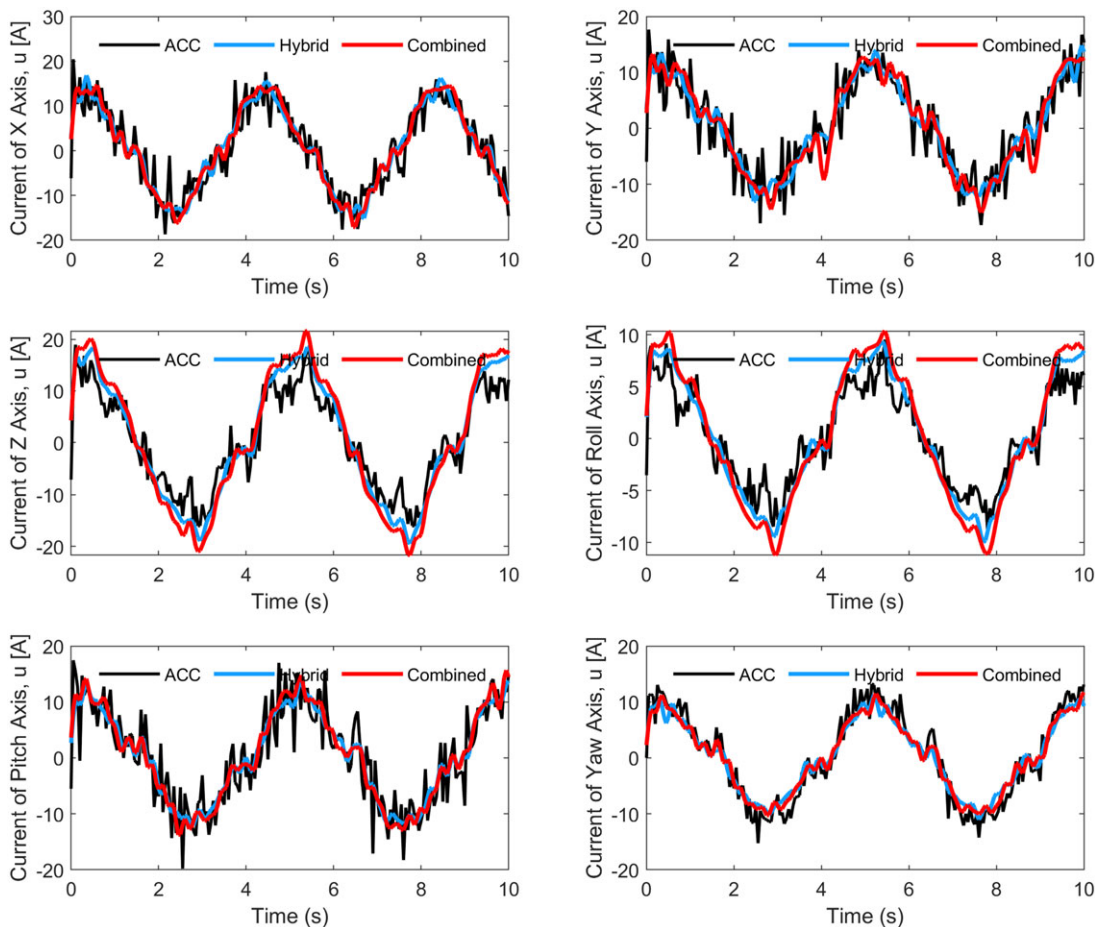 30
20
10
0
-10
-20
Current of X Axis, u [A]
ACC Hybrid Combined
0 2 4 6 8 10
Time (s)
20
10
0
-10
-20
Current of Y Axis, u [A]
ACC Hybrid Combined
0 2 4 6 8 10
Time (s)
20
10
0
-10
-20
Current of Z Axis, u [A]
ACC Hybrid Combined
0 2 4 6 8 10
Time (s)
10
5
0
-5
-10
Current of Roll Axis, u [A]
ACC Hybrid Combined
0 2 4 6 8 10
Time (s)
20
10
0
-10
-20
Current of Pitch Axis, u [A]
ACC Hybrid Combined
0 2 4 6 8 10
Time (s)
20
10
0
-10
-20
Current of Yaw Axis, u [A]
ACC Hybrid Combined
0 2 4 6 8 10
Time (s)